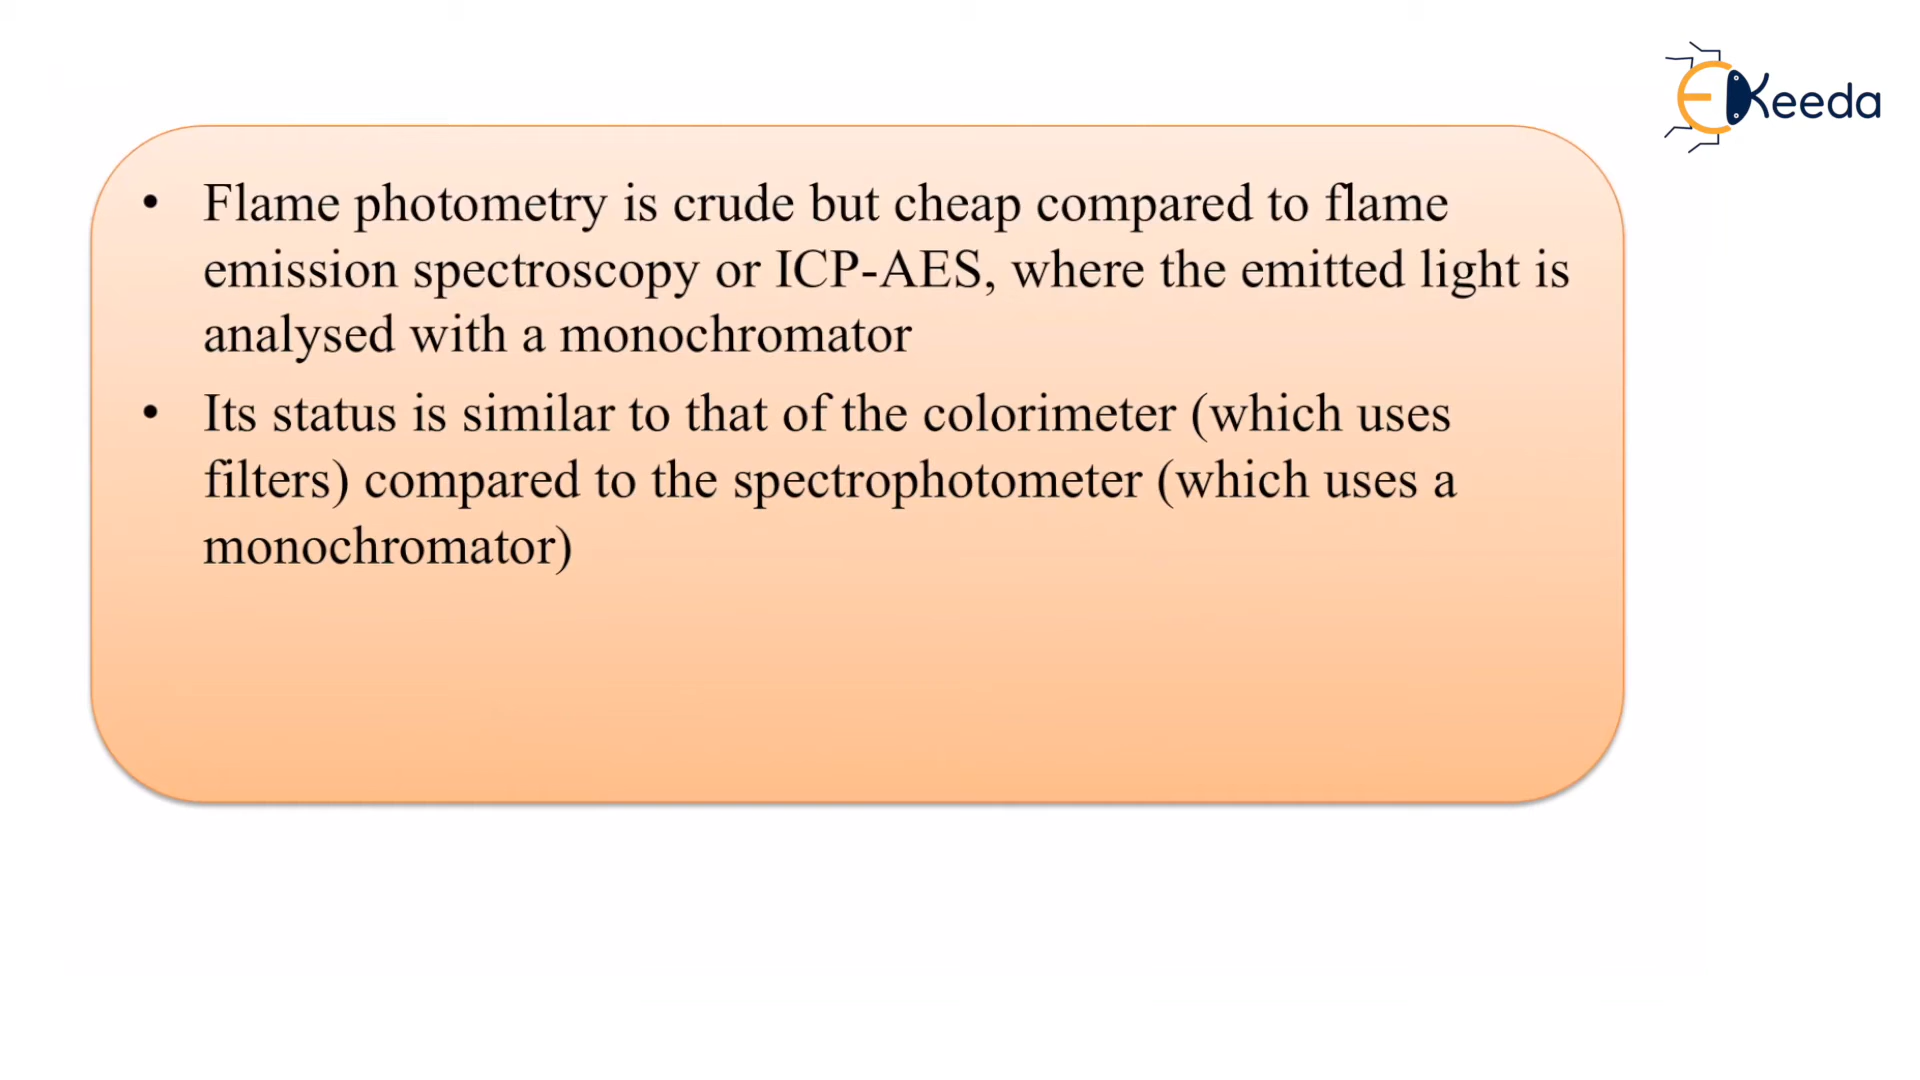 EKeeda
• Flame photometry is crude but cheap compared to flame
emission spectroscopy or ICP-AES, where the emitted light is
analysed with a monochromator
• Its status is similar to that of the colorimeter (which uses
filters) compared to the spectrophotometer (which uses a
monochromator)